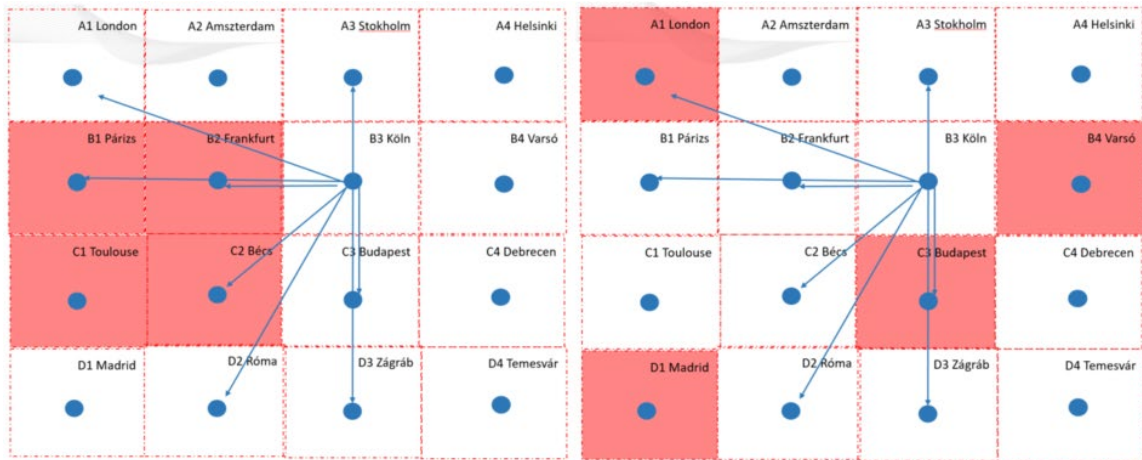 A1 London
A2 Amszterdam
A3 Stokholm
A4 Helsinki
B1 Párizs
B2 Frankfurt
B3 Köln
B4 Varsó
C1 Toulouse
C2 Bécs
C3 Budapest
C4 Debrecen
D1 Madrid
D2 Róma
D3 Zágráb
D4 Temesvár
A1 London
A2 Amszterdam
A3 Stokholm
A4 Helsinki
B1 Párizs
B2 Frankfurt
B3 Köln
B4 Varsó
C1 Toulouse
C2 Bécs
C3 Budapest
C4 Debrecen
D1 Madrid
D2 Róma
D3 Zágráb
D4 Temesvár